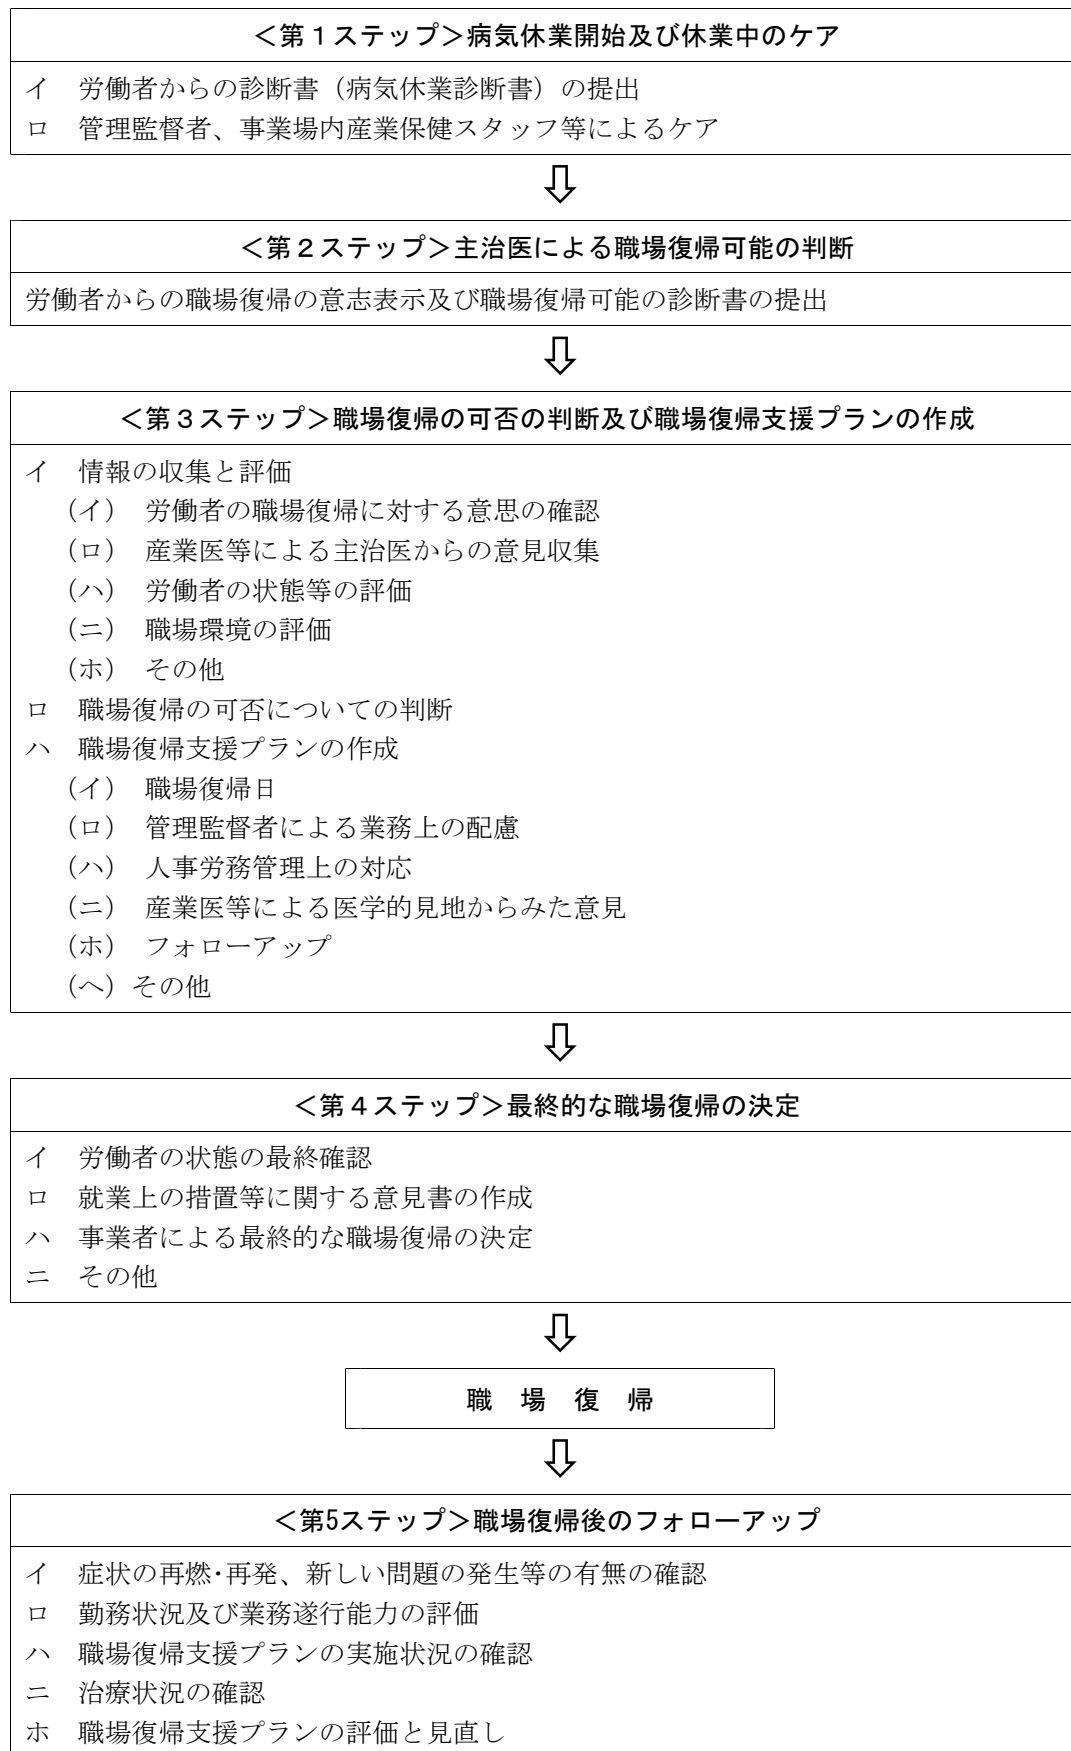 ＜第１ステップ＞病気休業開始及び休業中のケア
イ　労働者からの診断書（病気休業診断書）の提出
ロ　管理監督者、事業場内産業保健スタッフ等によるケア
＜第２ステップ＞主治医による職場復帰可能の判断
労働者からの職場復帰の意志表示及び職場復帰可能の診断書の提出
＜第３ステップ＞職場復帰の可否の判断及び職場復帰支援プランの作成
イ　情報の収集と評価
（イ）　労働者の職場復帰に対する意思の確認
（ロ）　産業医等による主治医からの意見収集
（ハ）　労働者の状態等の評価
（ニ）　職場環境の評価
（ホ）　その他
ロ　職場復帰の可否についての判断
ハ　職場復帰支援プランの作成
（イ）　職場復帰日
（ロ）　管理監督者による業務上の配慮
（ハ）　人事労務管理上の対応
（ニ）　産業医等による医学的見地からみた意見
（ホ）　フォローアップ
（ヘ）その他
＜第４ステップ＞最終的な職場復帰の決定
イ　労働者の状態の最終確認
ロ　就業上の措置等に関する意見書の作成
ハ　事業者による最終的な職場復帰の決定
ニ　その他
職　場　復　帰
＜第5ステップ＞職場復帰後のフォローアップ
イ　症状の再燃･再発、新しい問題の発生等の有無の確認
ロ　勤務状況及び業務遂行能力の評価
ハ　職場復帰支援プランの実施状況の確認
ニ　治療状況の確認
ホ　職場復帰支援プランの評価と見直し